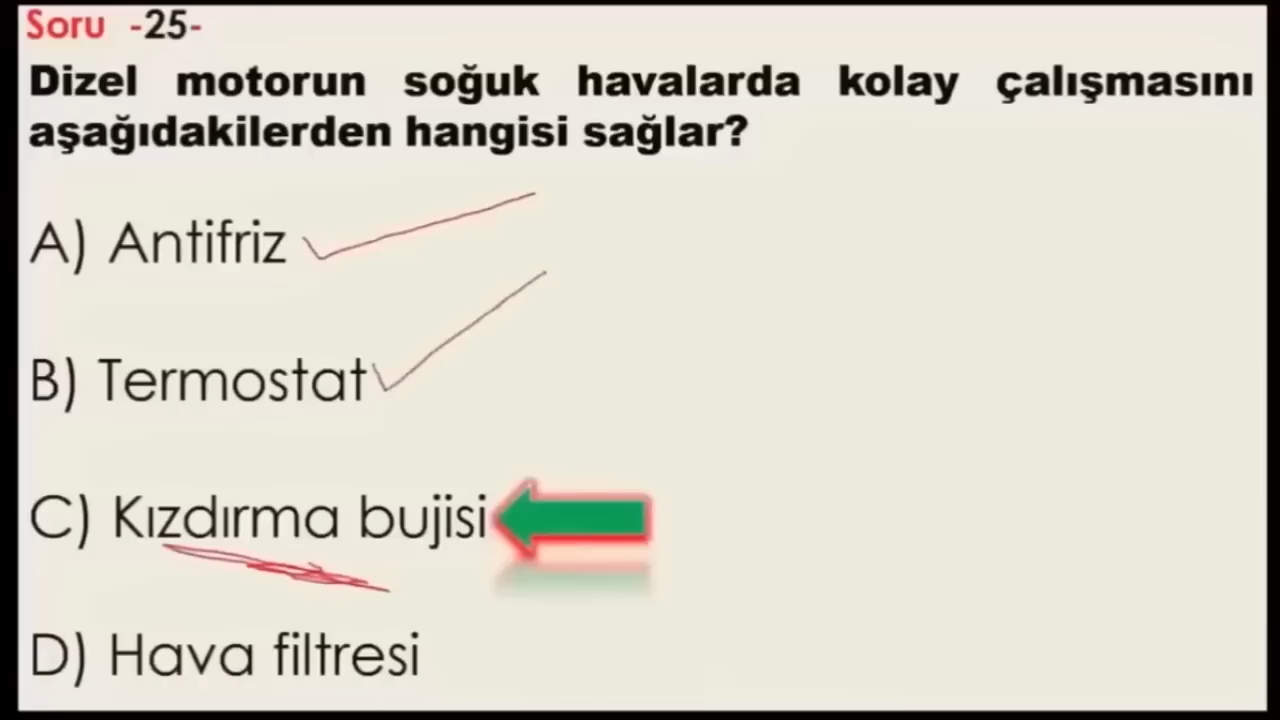 Soru -25-
Dizel motorun soğuk havalarda kolay çalışmasını
aşağıdakilerden hangisi sağlar?
A) Antifriz
B) Termostat
C) Kızdırma bujisi
D) Hava filtresi